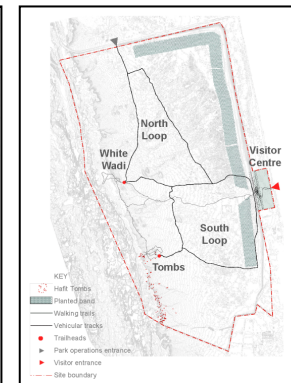 North
Loop
White
Wadi
Visitor
Centre
South
Loop
Tombs
KEY
Hafit Tombs
Planted band
Walking trails
Vehicular tracks
Trailheads
Park operations entrance
Visitor entrance
Site boundary